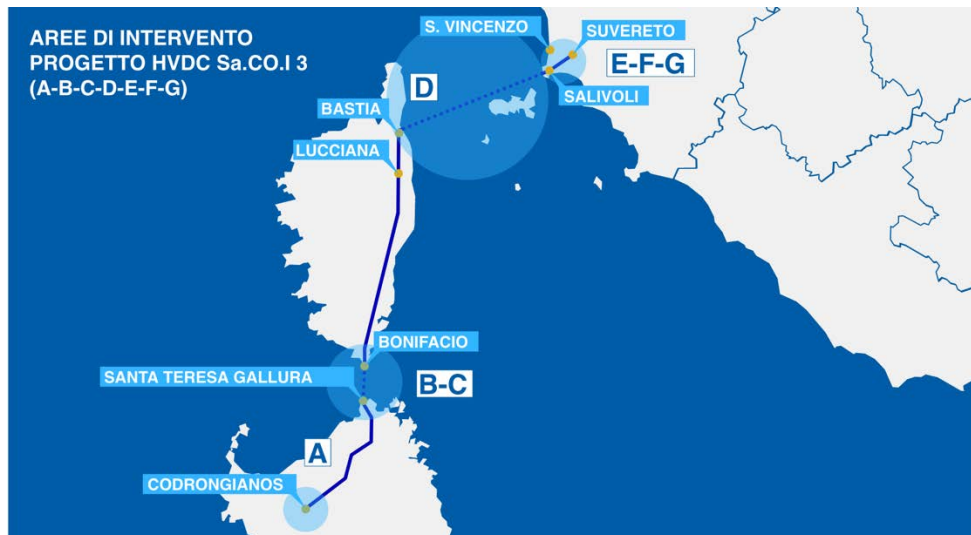 AREE DI INTERVENTO
PROGETTO HVDC Sa.CO.I 3
(A-B-C-D-E-F-G)
S. VINCENZO
SUVERETO
E-F-G
D
SALIVOLI
BASTIA
LUCCIANA
BONIFACIO
SANTA TERESA GALLURA
B-C
A
CODRONGIANOS